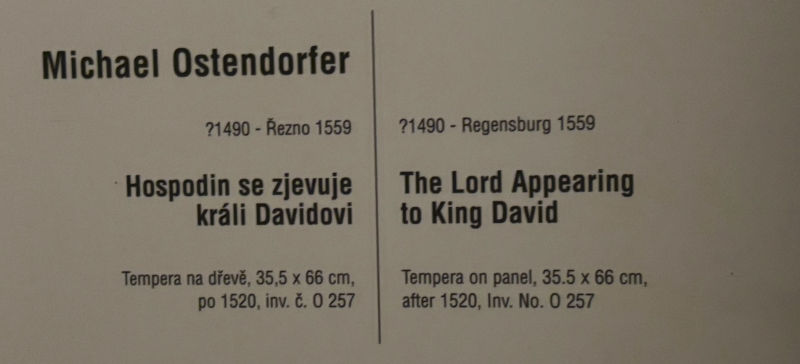 Michael Ostendorfer
?1490 - Řezno 1559
Hospodin se zjevuje
králi Davidovi
Tempera na dřevě, 35,5 x 66 cm,
po 1520, inv. č. O 257
?1490 - Regensburg 1559
The Lord Appearing
to King David
Tempera on panel, 35.5 x 66 cm,
after 1520, Inv. No. O 257